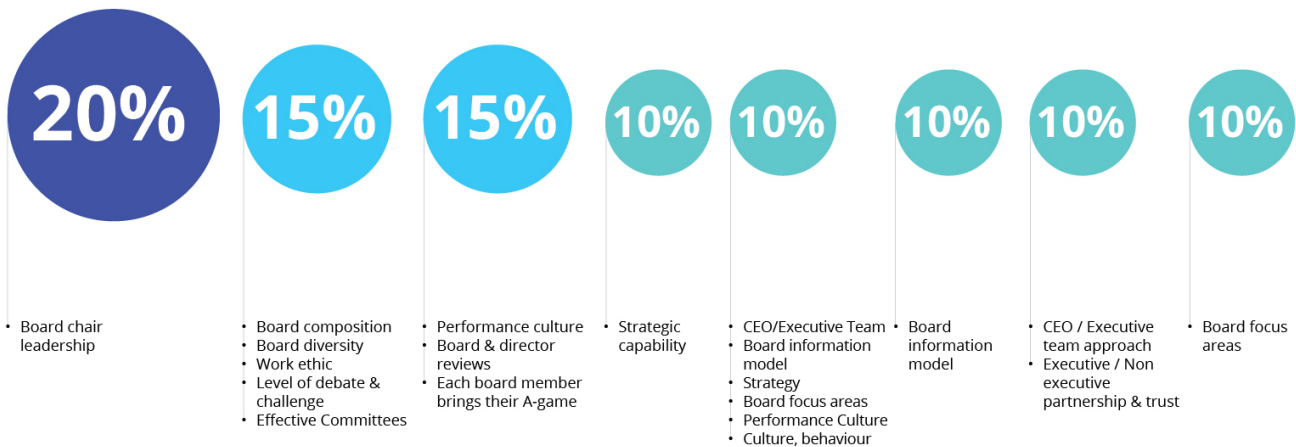 20%
15%
15%
10%
10%
10%
10%
10%
• Board chair
leadership
• Board composition
• Board diversity
• Work ethic
• Level of debate &
challenge
• Effective Committees
• Performance culture
• Board & director
reviews
• Each board member
brings their A-game
• Strategic
capability
• CEO/Executive Team
• Board information
model
• Strategy
• Board focus areas
• Performance Culture
• Culture, behaviour
• Board
information
model
• CEO / Executive
team approach
• Executive / Non
executive
partnership & trust
• Board focus
areas